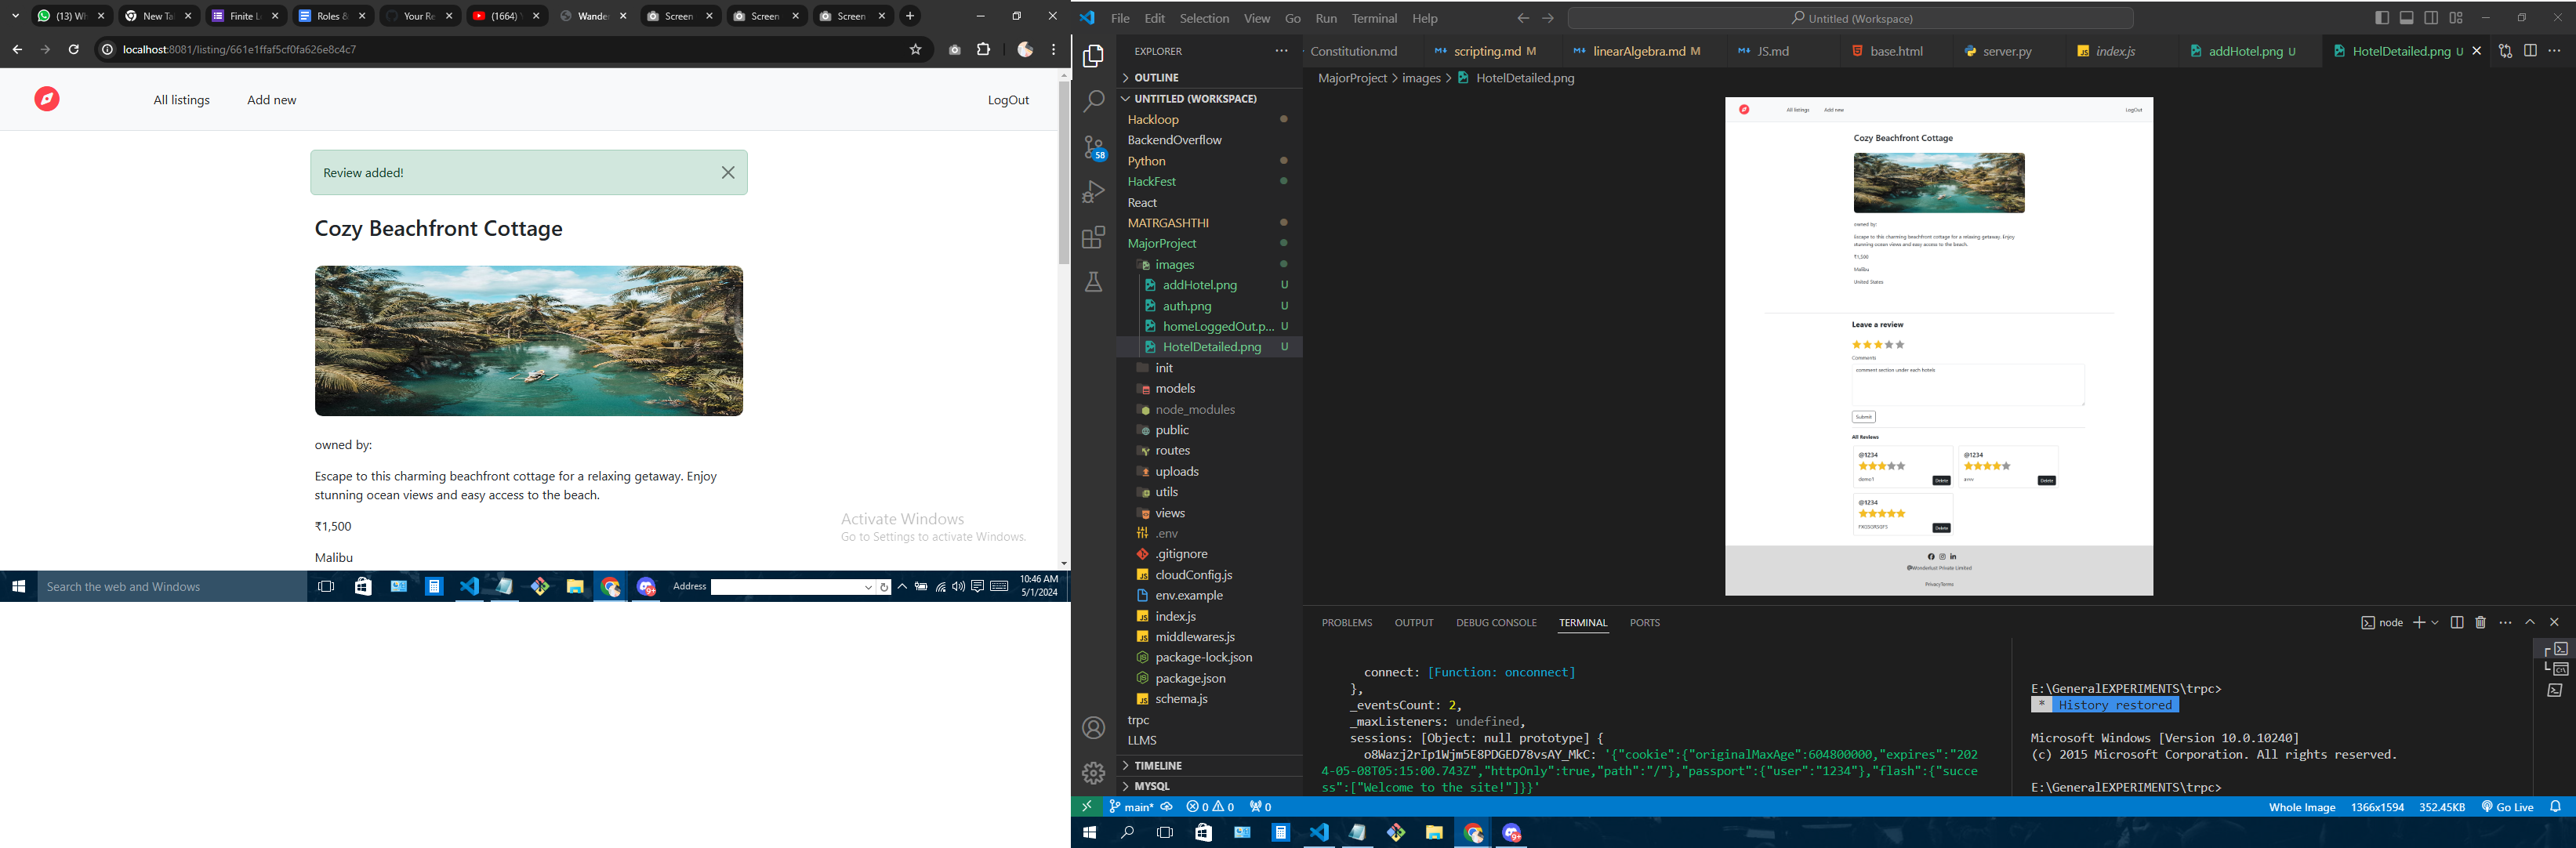 (13) Wh
New Ta
Finite L
Roles &
Your Re
(1664) Y
Wander
Screen
Screen
Screen
localhost:8081/listing/661e1ffaf5cf0fa626e8c4c7
All listings
Add new
LogOut
Review added!
Cozy Beachfront Cottage
owned by:
Escape to this charming beachfront cottage for a relaxing getaway. Enjoy
stunning ocean views and easy access to the beach.
₹1,500
Malibu
Activate Windows
Go to Settings to activate Windows.
Search the web and Windows
Address
10:46 AM
5/1/2024
File Edit Selection View Go Run Terminal Help
Untitled (Workspace)
EXPLORER
OUTLINE
UNTITLED (WORKSPACE)
Hackloop
BackendOverflow
58
Python
HackFest
React
MATRGASHTHI
MajorProject
images
addHotel.png U
auth.png U
homeLoggedOut.p... U
HotelDetailed.png U
init
models
node_modules
public
routes
uploads
utils
views
.env
.gitignore
cloudConfig.js
env.example
index.js
middlewares.js
package-lock.json
package.json
schema.js
trpc
LLMS
TIMELINE
MYSQL
Constitution.md
scripting.md M
linearAlgebra.md M
JS.md
base.html
server.py
index.js
addHotel.png U
HotelDetailed.png U
MajorProject > images > HotelDetailed.png
All listings
Add new
LogOut
Cozy Beachfront Cottage
owned by:
Escape to this charming beachfront cottage for a relaxing getaway. Enjoy
stunning ocean views and easy access to the beach.
₹1,500
Malibu
United States
Leave a review
Comments
comment section under each hotels
Submit
All Reviews
@1234
demo1
Delete
@1234
Delete
@1234
Delete
@Wonderlust Private Limited
PrivacyTerms
PROBLEMS OUTPUT DEBUG CONSOLE TERMINAL PORTS
node
connect: [Function: onconnect]
},
_eventsCount: 2,
_maxListeners: undefined,
sessions: [Object: null prototype] {
o8Wazj2rIp1Wjm5E8PDGED78vsAY_MkC: '{"cookie":{"originalMaxAge":604800000,"expires":"202
4-05-08T05:15:00.743Z","httpOnly":true,"path":"/"},"passport":{"user":"1234"},"flash":{"succe
ss":["Welcome to the site!"]}}'
E:\GeneralEXPERIMENTS\trpc>
* History restored
Microsoft Windows [Version 10.0.10240]
(c) 2015 Microsoft Corporation. All rights reserved.
E:\GeneralEXPERIMENTS\trpc>
main* 0 0 0
Whole Image 1366x1594 352.45KB Go Live